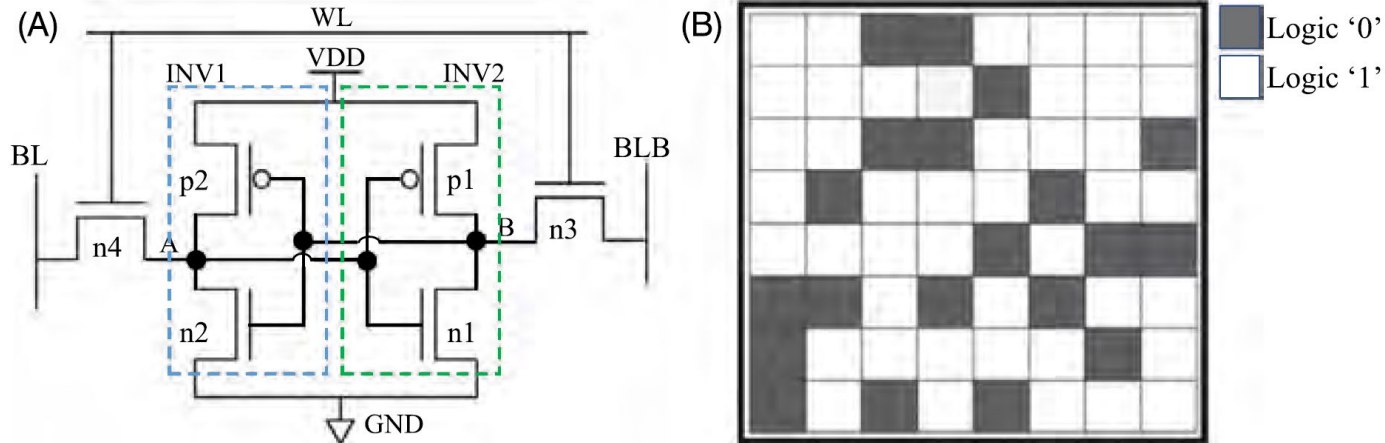 (A)
WL
VDD
INV1
INV2
BL
BLB
p2
p1
n4
A
B
n3
n2
n1
GND
(B)
Logic ‘0’
Logic ‘1’